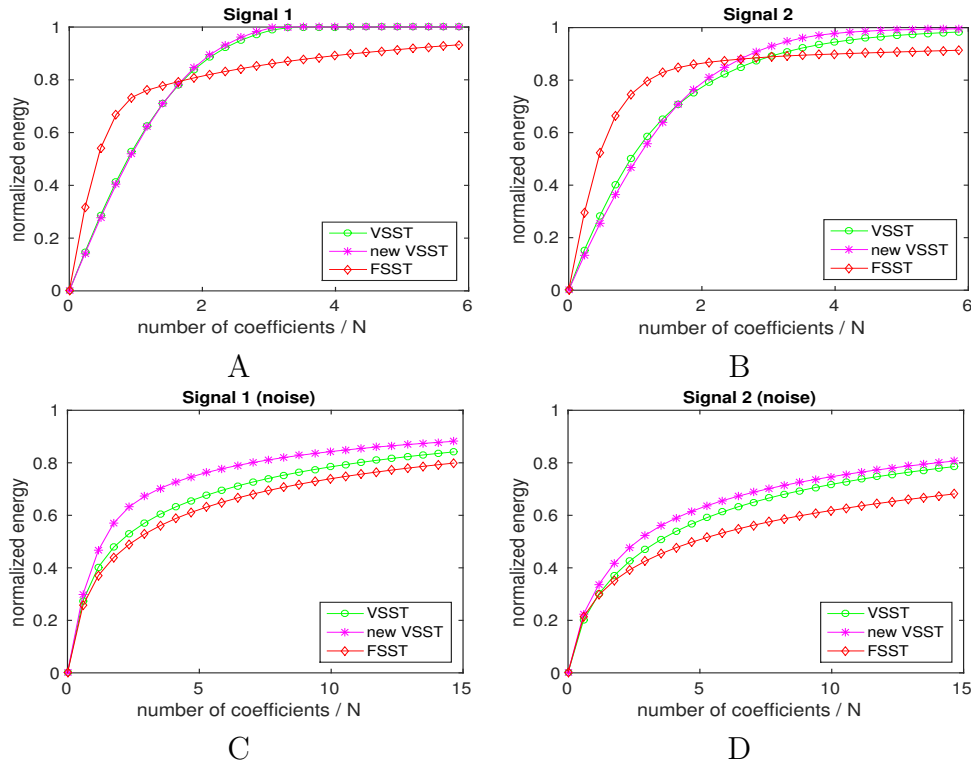 Signal 1
normalized energy
1
0.8
0.6
0.4
0.2
0
0
2
4
6
VSST
new VSST
FSST
number of coefficients / N
A
Signal 2
normalized energy
1
0.8
0.6
0.4
0.2
0
0
2
4
6
VSST
new VSST
FSST
number of coefficients / N
B
Signal 1 (noise)
normalized energy
1
0.8
0.6
0.4
0.2
0
0
5
10
15
VSST
new VSST
FSST
number of coefficients / N
C
Signal 2 (noise)
normalized energy
1
0.8
0.6
0.4
0.2
0
0
5
10
15
VSST
new VSST
FSST
number of coefficients / N
D